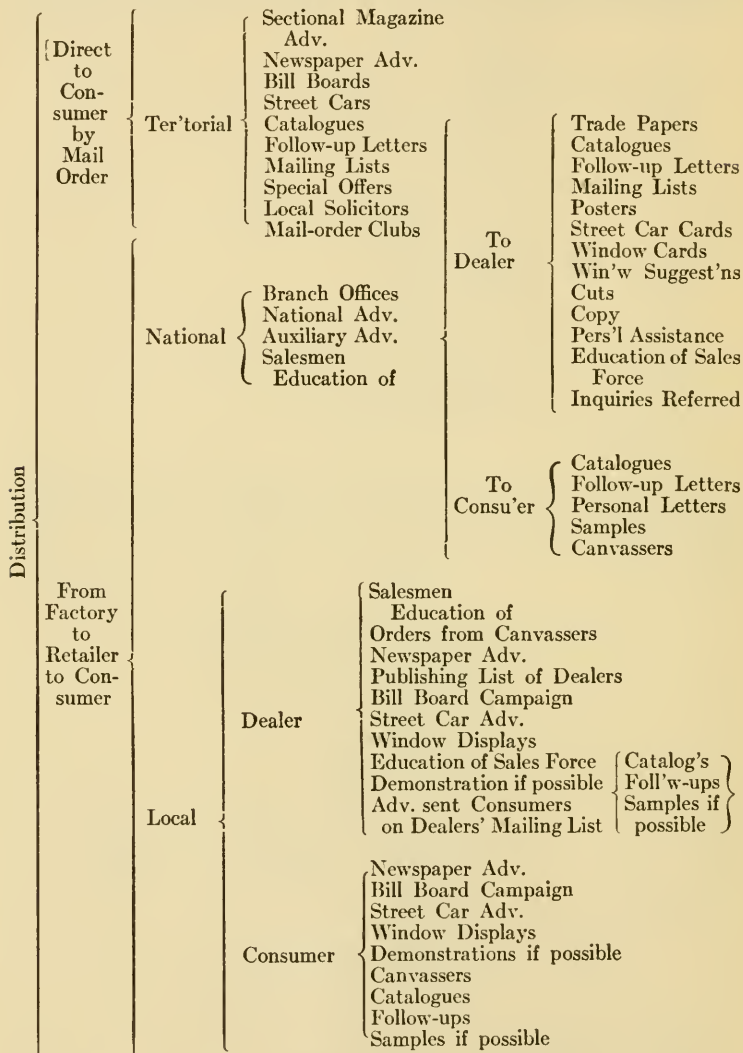 Distribution
Direct
to
Con-
sumer
by
Mail
Order
Ter'torial
Sectional Magazine
Adv.
Newspaper Adv.
Bill Boards
Street Cars
Catalogues
Follow-up Letters
Mailing Lists
Special Offers
Local Solicitors
Mail-order Clubs
From
Factory
to
Retailer
to Con-
sumer
National
Branch Offices
National Adv.
Auxiliary Adv.
Salesmen
Education of
To
Dealer
Trade Papers
Catalogues
Follow-up Letters
Mailing Lists
Posters
Street Car Cards
Window Cards
Win'w Suggest'ns
Cuts
Copy
Pers'l Assistance
Education of Sales
Force
Inquiries Referred
To
Consu'er
Catalogues
Follow-up Letters
Personal Letters
Samples
Canvassers
Local
Dealer
Salesmen
Education of
Orders from Canvassers
Newspaper Adv.
Publishing List of Dealers
Bill Board Campaign
Street Car Adv.
Window Displays
Education of Sales Force
Demonstration if possible
Adv. sent Consumers
on Dealers' Mailing List
Catalog's
Foll'w-ups
Samples if
possible
Consumer
Newspaper Adv.
Bill Board Campaign
Street Car Adv.
Window Displays
Demonstrations if possible
Canvassers
Catalogues
Follow-ups
Samples if possible